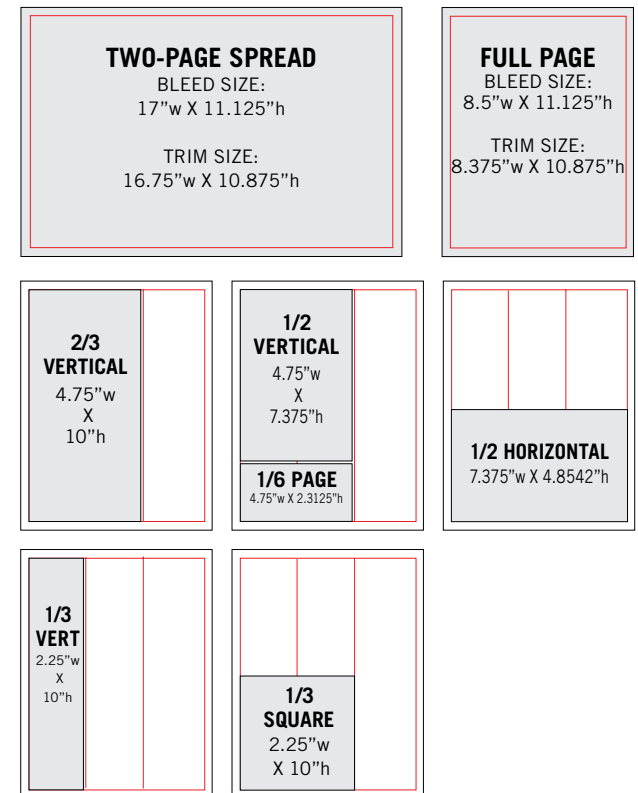 TWO-PAGE SPREAD
BLEED SIZE:
17”w X 11.125”h
TRIM SIZE:
16.75”w X 10.875”h
FULL PAGE
BLEED SIZE:
8.5”w X 11.125”h
TRIM SIZE:
8.375”w X 10.875”h
2/3
VERTICAL
4.75”w
X
10”h
1/2
VERTICAL
4.75”w
X
7.375”h
1/6 PAGE
4.75”w X 2.3125”h
1/2 HORIZONTAL
7.375”w X 4.8542”h
1/3
VERT
2.25”w
X
10”h
1/3
SQUARE
2.25”w
X 10”h